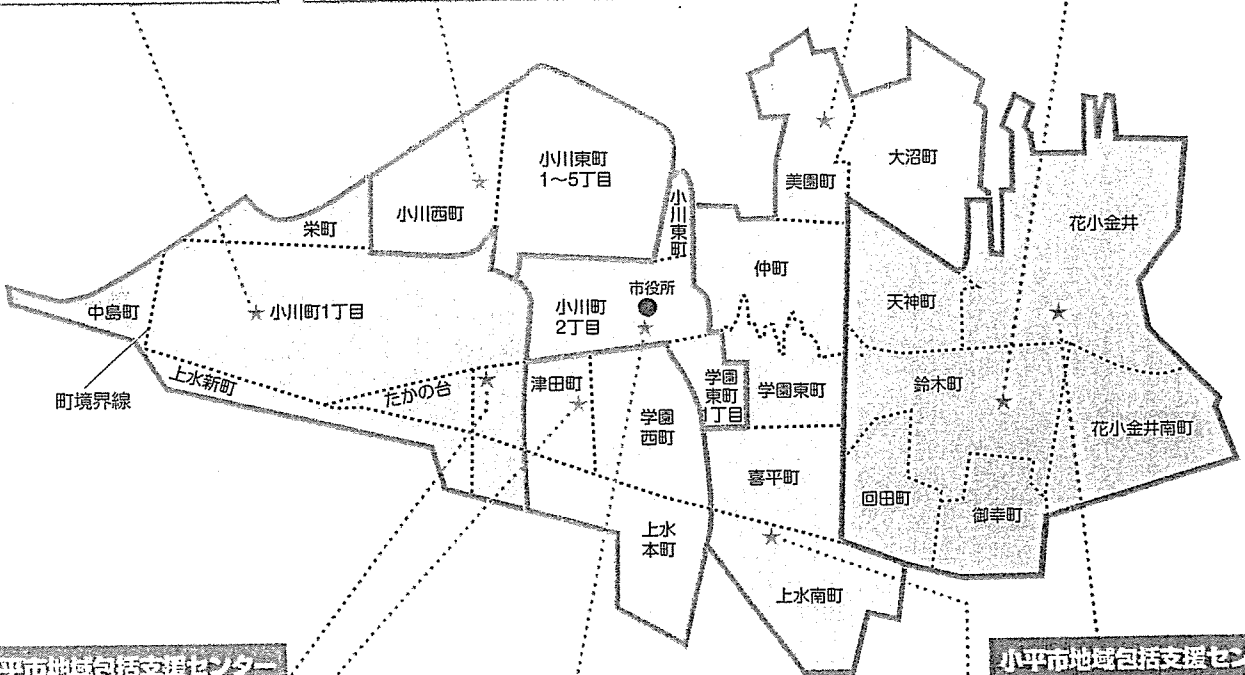 大沼町
小川東町
1～5丁目
美園町
小川西町
小川東町
花小金井
栄町
仲町
市役所
天神町
中島町
小川町1丁目
小川町
2丁目
上水新町
たかの台
津田町
学園
東町
1丁目
学園東町
鈴木町
町境界線
学園
西町
花小金井南町
喜平町
回田町
御幸町
上水
本町
上水南町
平市地域包括支援センター
小平市地域包括支援セン